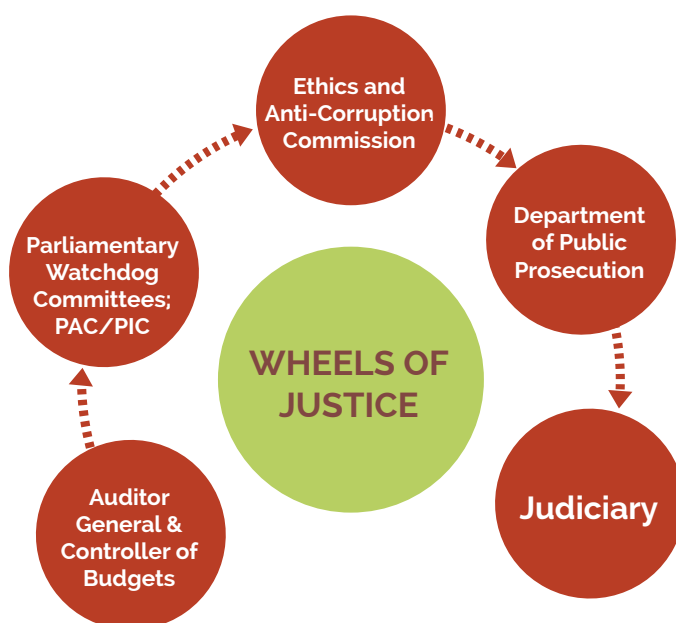 Ethics and
Anti-Corruption
Commission
Department
of Public
Prosecution
Parliamentary
Watchdog
Committees;
PAC/PIC
WHEELS OF
JUSTICE
Auditor
General &
Controller of
Budgets
Judiciary